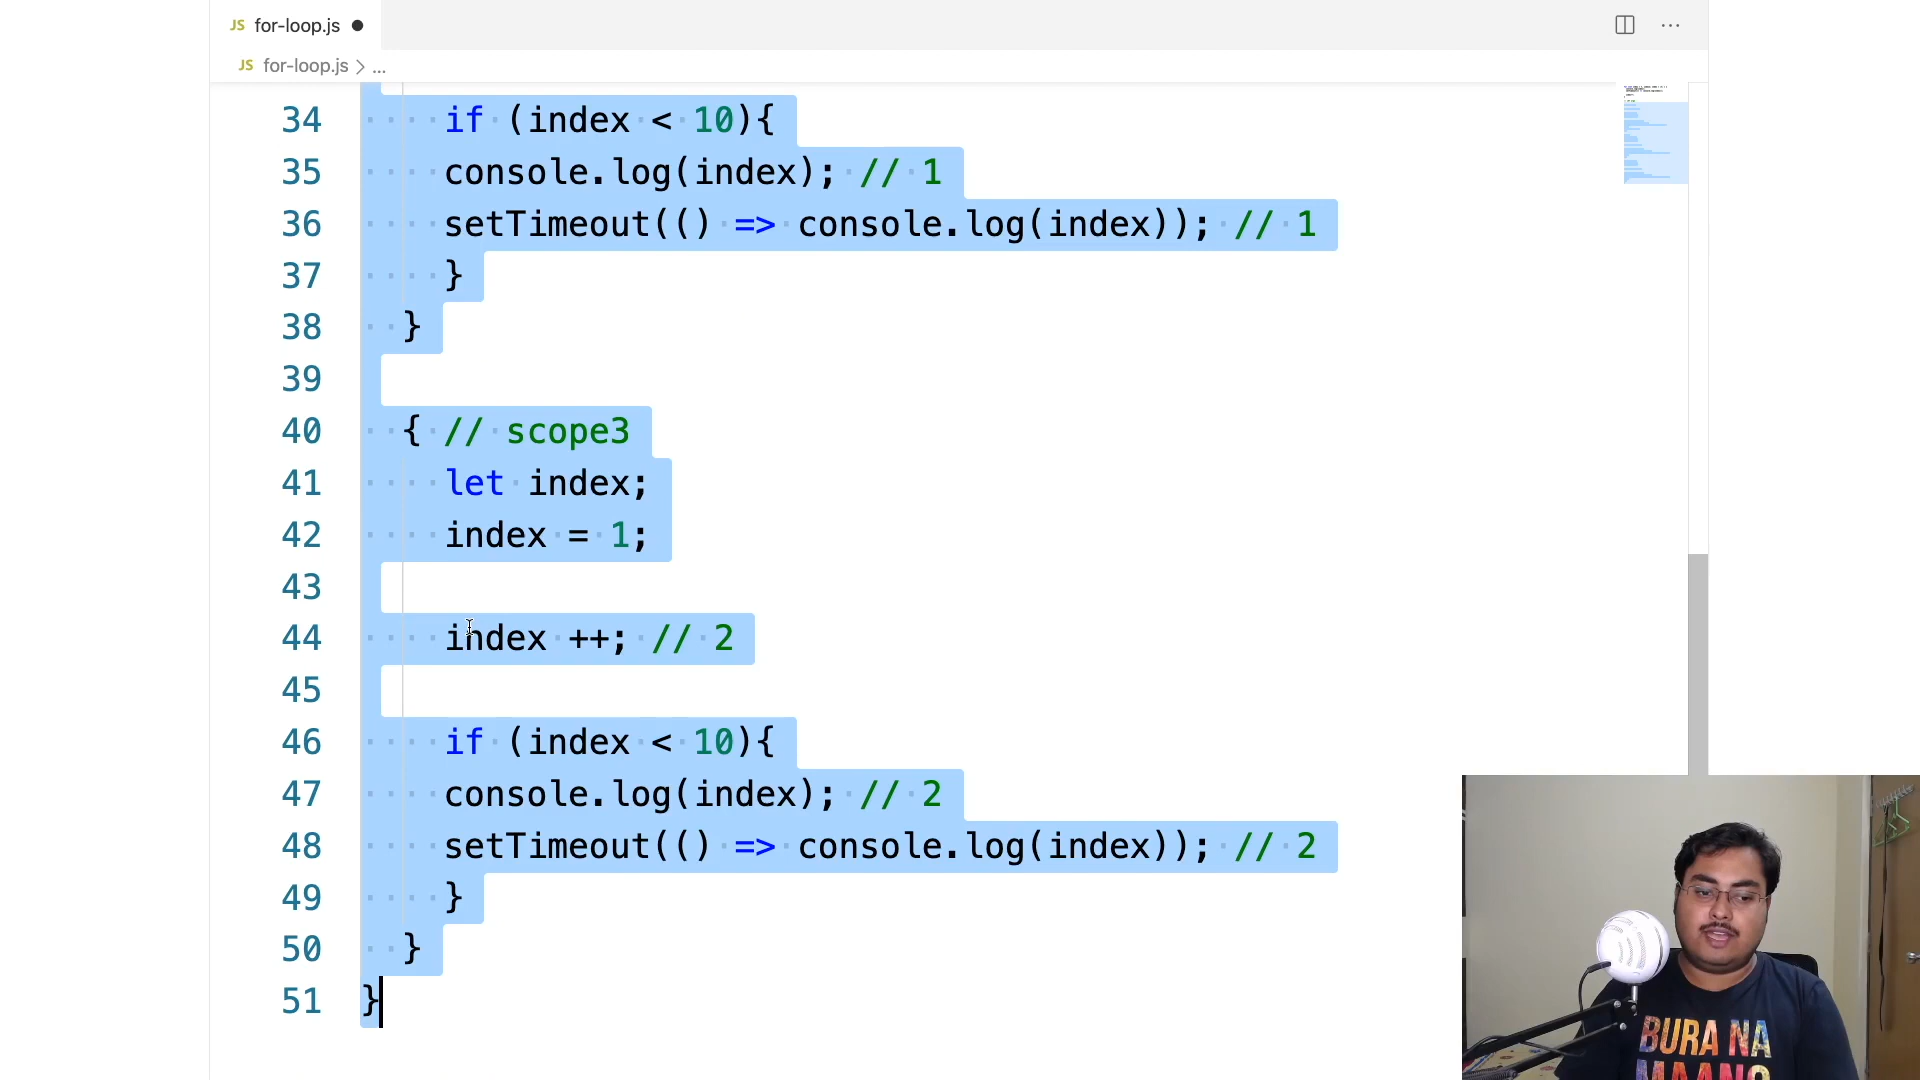 JS for-loop.js
JS for-loop.js > ...
34 if (index < 10){
35 console.log(index); // 1
36 setTimeout(() => console.log(index)); // 1
37 }
38 }
39
40 { // scope3
41 let index;
42 index = 1;
43
44 index ++; // 2
45
46 if (index < 10){
47 console.log(index); // 2
48 setTimeout(() => console.log(index)); // 2
49 }
50 }
51 }
BURA NA
MAANO